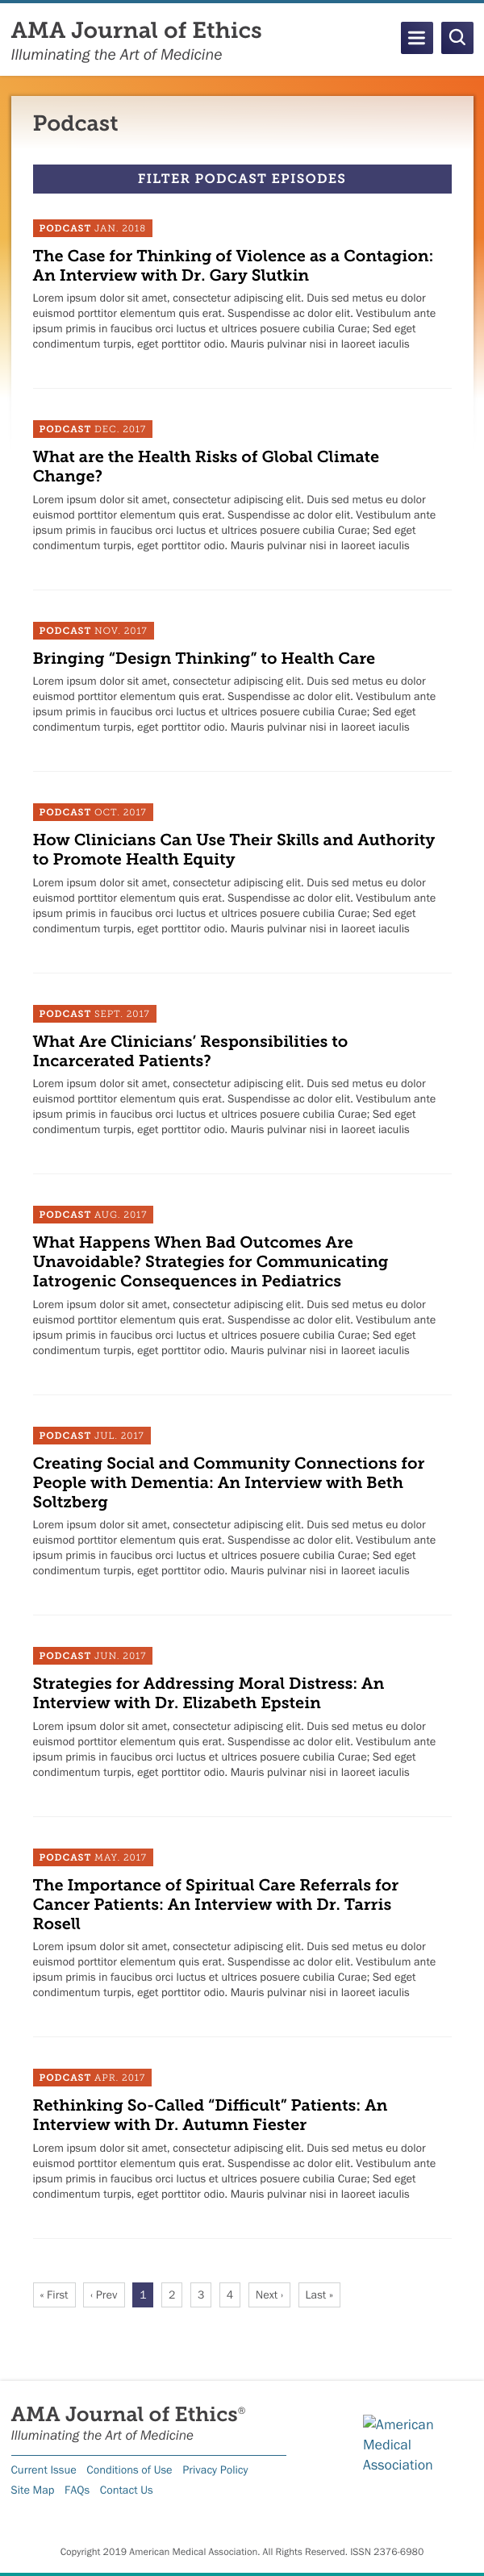 AMA Journal of Ethics
Illuminating the Art of Medicine
Podcast
FILTER PODCAST EPISODES
PODCAST JAN. 2018
The Case for Thinking of Violence as a Contagion:
An Interview with Dr. Gary Slutkin
Lorem ipsum dolor sit amet, consectetur adipiscing elit. Duis sed metus eu dolor
euismod porttitor elementum quis erat. Suspendisse ac dolor elit. Vestibulum ante
ipsum primis in faucibus orci luctus et ultrices posuere cubilia Curae; Sed eget
condimentum turpis, eget porttitor odio. Mauris pulvinar nisi in laoreet iaculis
PODCAST DEC. 2017
What are the Health Risks of Global Climate
Change?
Lorem ipsum dolor sit amet, consectetur adipiscing elit. Duis sed metus eu dolor
euismod porttitor elementum quis erat. Suspendisse ac dolor elit. Vestibulum ante
ipsum primis in faucibus orci luctus et ultrices posuere cubilia Curae; Sed eget
condimentum turpis, eget porttitor odio. Mauris pulvinar nisi in laoreet iaculis
PODCAST NOV. 2017
Bringing “Design Thinking” to Health Care
Lorem ipsum dolor sit amet, consectetur adipiscing elit. Duis sed metus eu dolor
euismod porttitor elementum quis erat. Suspendisse ac dolor elit. Vestibulum ante
ipsum primis in faucibus orci luctus et ultrices posuere cubilia Curae; Sed eget
condimentum turpis, eget porttitor odio. Mauris pulvinar nisi in laoreet iaculis
PODCAST OCT. 2017
How Clinicians Can Use Their Skills and Authority
to Promote Health Equity
Lorem ipsum dolor sit amet, consectetur adipiscing elit. Duis sed metus eu dolor
euismod porttitor elementum quis erat. Suspendisse ac dolor elit. Vestibulum ante
ipsum primis in faucibus orci luctus et ultrices posuere cubilia Curae; Sed eget
condimentum turpis, eget porttitor odio. Mauris pulvinar nisi in laoreet iaculis
PODCAST SEPT. 2017
What Are Clinicians’ Responsibilities to
Incarcerated Patients?
Lorem ipsum dolor sit amet, consectetur adipiscing elit. Duis sed metus eu dolor
euismod porttitor elementum quis erat. Suspendisse ac dolor elit. Vestibulum ante
ipsum primis in faucibus orci luctus et ultrices posuere cubilia Curae; Sed eget
condimentum turpis, eget porttitor odio. Mauris pulvinar nisi in laoreet iaculis
PODCAST AUG. 2017
What Happens When Bad Outcomes Are
Unavoidable? Strategies for Communicating
Iatrogenic Consequences in Pediatrics
Lorem ipsum dolor sit amet, consectetur adipiscing elit. Duis sed metus eu dolor
euismod porttitor elementum quis erat. Suspendisse ac dolor elit. Vestibulum ante
ipsum primis in faucibus orci luctus et ultrices posuere cubilia Curae; Sed eget
condimentum turpis, eget porttitor odio. Mauris pulvinar nisi in laoreet iaculis
PODCAST JUL. 2017
Creating Social and Community Connections for
People with Dementia: An Interview with Beth
Soltzberg
Lorem ipsum dolor sit amet, consectetur adipiscing elit. Duis sed metus eu dolor
euismod porttitor elementum quis erat. Suspendisse ac dolor elit. Vestibulum ante
ipsum primis in faucibus orci luctus et ultrices posuere cubilia Curae; Sed eget
condimentum turpis, eget porttitor odio. Mauris pulvinar nisi in laoreet iaculis
PODCAST JUN. 2017
Strategies for Addressing Moral Distress: An
Interview with Dr. Elizabeth Epstein
Lorem ipsum dolor sit amet, consectetur adipiscing elit. Duis sed metus eu dolor
euismod porttitor elementum quis erat. Suspendisse ac dolor elit. Vestibulum ante
ipsum primis in faucibus orci luctus et ultrices posuere cubilia Curae; Sed eget
condimentum turpis, eget porttitor odio. Mauris pulvinar nisi in laoreet iaculis
PODCAST MAY. 2017
The Importance of Spiritual Care Referrals for
Cancer Patients: An Interview with Dr. Tarris
Rosell
Lorem ipsum dolor sit amet, consectetur adipiscing elit. Duis sed metus eu dolor
euismod porttitor elementum quis erat. Suspendisse ac dolor elit. Vestibulum ante
ipsum primis in faucibus orci luctus et ultrices posuere cubilia Curae; Sed eget
condimentum turpis, eget porttitor odio. Mauris pulvinar nisi in laoreet iaculis
PODCAST APR. 2017
Rethinking So-Called “Difficult” Patients: An
Interview with Dr. Autumn Fiester
Lorem ipsum dolor sit amet, consectetur adipiscing elit. Duis sed metus eu dolor
euismod porttitor elementum quis erat. Suspendisse ac dolor elit. Vestibulum ante
ipsum primis in faucibus orci luctus et ultrices posuere cubilia Curae; Sed eget
condimentum turpis, eget porttitor odio. Mauris pulvinar nisi in laoreet iaculis
« First ‹ Prev 1 2 3 4 Next › Last »
AMA Journal of Ethics®
Illuminating the Art of Medicine
Current Issue Conditions of Use Privacy Policy
Site Map FAQs Contact Us
American
Medical
Association
Copyright 2019 American Medical Association. All Rights Reserved. ISSN 2376-6980